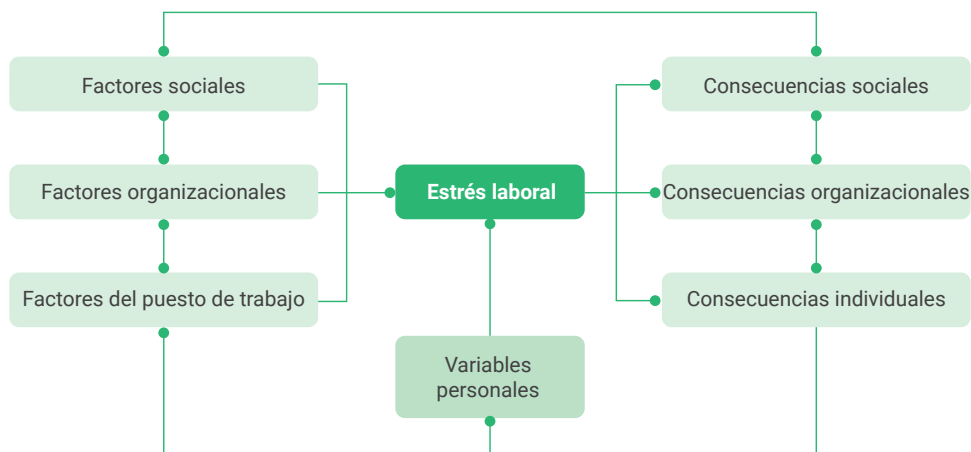 Factores sociales
Consecuencias sociales
Factores organizacionales
Estrés laboral
Consecuencias organizacionales
Factores del puesto de trabajo
Consecuencias individuales
Variables
personales